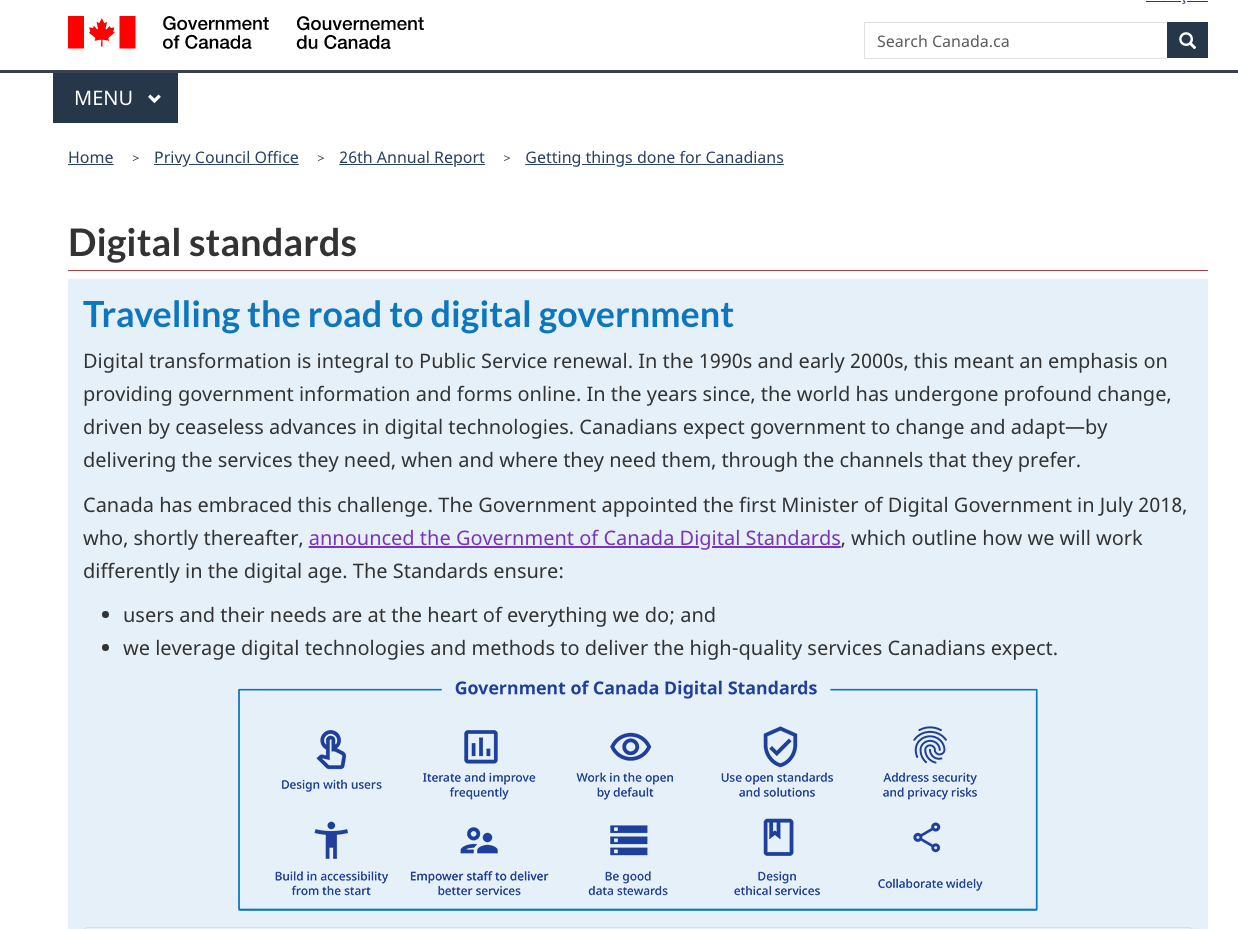 Government
of Canada
Gouvernement
du Canada
Search Canada.ca
MENU
Home > Privy Council Office > 26th Annual Report > Getting things done for Canadians
Digital standards
Travelling the road to digital government
Digital transformation is integral to Public Service renewal. In the 1990s and early 2000s, this meant an emphasis on
providing government information and forms online. In the years since, the world has undergone profound change,
driven by ceaseless advances in digital technologies. Canadians expect government to change and adapt—by
delivering the services they need, when and where they need them, through the channels that they prefer.
Canada has embraced this challenge. The Government appointed the first Minister of Digital Government in July 2018,
who, shortly thereafter, announced the Government of Canada Digital Standards, which outline how we will work
differently in the digital age. The Standards ensure:
• users and their needs are at the heart of everything we do; and
• we leverage digital technologies and methods to deliver the high-quality services Canadians expect.
Government of Canada Digital Standards
Design with users
Iterate and improve
frequently
Work in the open
by default
Use open standards
and solutions
Address security
and privacy risks
Build in accessibility
from the start
Empower staff to deliver
better services
Be good
data stewards
Design
ethical services
Collaborate widely